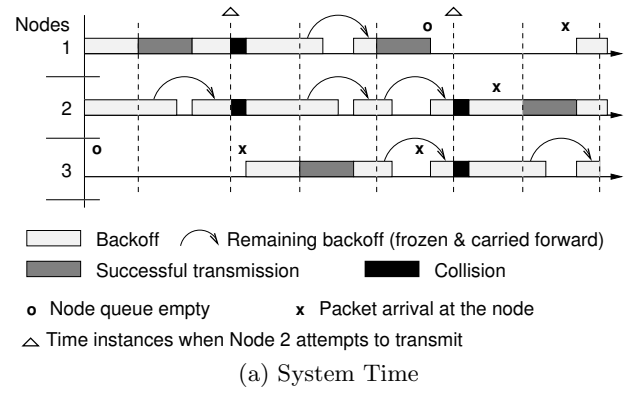 Nodes
o x
1
x
2
o x x
3
Backoff Remaining backoff (frozen & carried forward)
Successful transmission Collision
o Node queue empty x Packet arrival at the node
Time instances when Node 2 attempts to transmit
(a) System Time